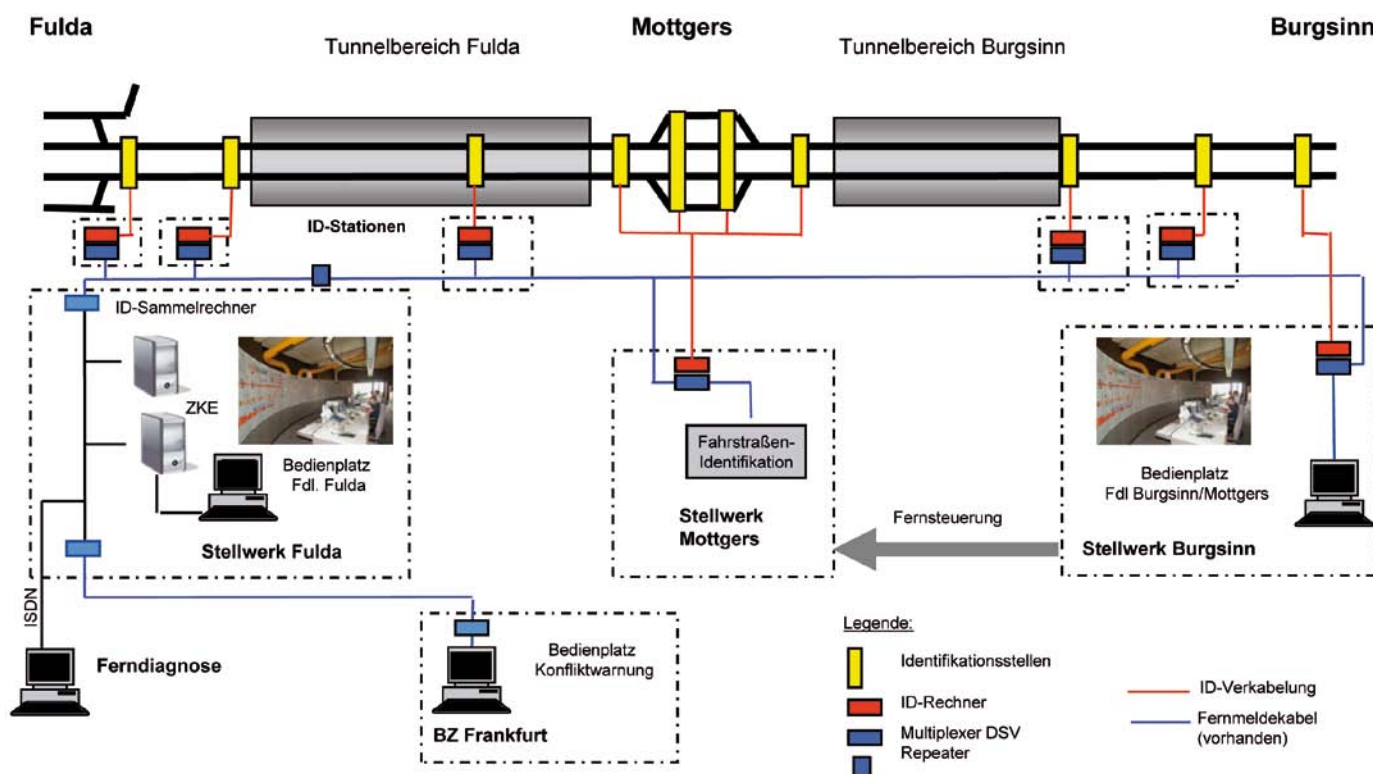 Fulda
Mottgers
Burgsinn
Tunnelbereich Fulda
Tunnelbereich Burgsinn
ID-Stationen
ID-Sammelrechner
ZKE
Bedienplatz
Fdl. Fulda
Stellwerk Fulda
Fahrstraßen-
Identifikation
Stellwerk
Mottgers
Fernsteuerung
Bedienplatz
Fdl Burgsinn/Mottgers
Stellwerk Burgsinn
ISDN
Ferndiagnose
Bedienplatz
Konfliktwarnung
BZ Frankfurt
Legende:
Identifikationsstellen
ID-Rechner
Multiplexer DSV
Repeater
ID-Verkabelung
Fernmeldekabel
(vorhanden)